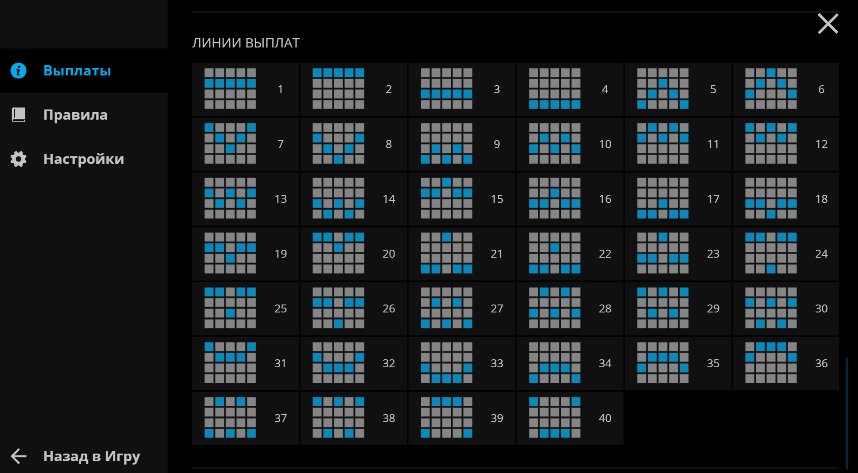 ЛИНИИ ВЫПЛАТ
Выплаты
Правила
Настройки
1 2 3 4 5 6
7 8 9 10 11 12
13 14 15 16 17 18
19 20 21 22 23 24
25 26 27 28 29 30
31 32 33 34 35 36
37 38 39 40
Назад в Игру